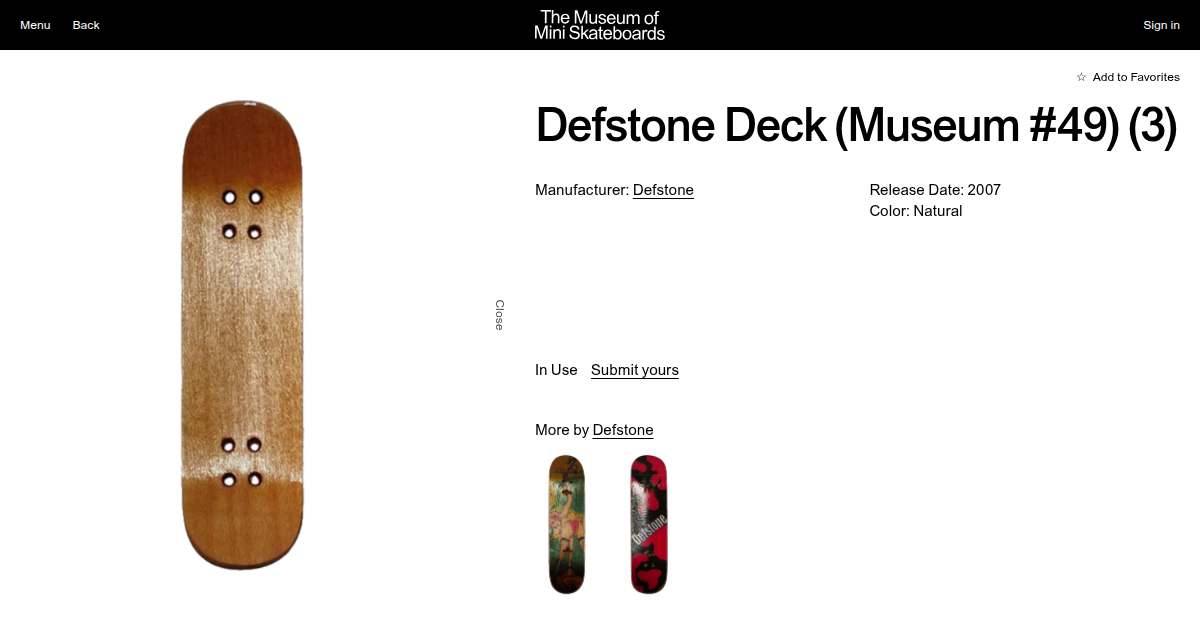 Menu
Back
The Museum of
Mini Skateboards
Sign in
☆ Add to Favorites
Defstone Deck (Museum #49) (3)
Manufacturer: Defstone
Release Date: 2007
Color: Natural
Close
In Use Submit yours
More by Defstone
Defstone